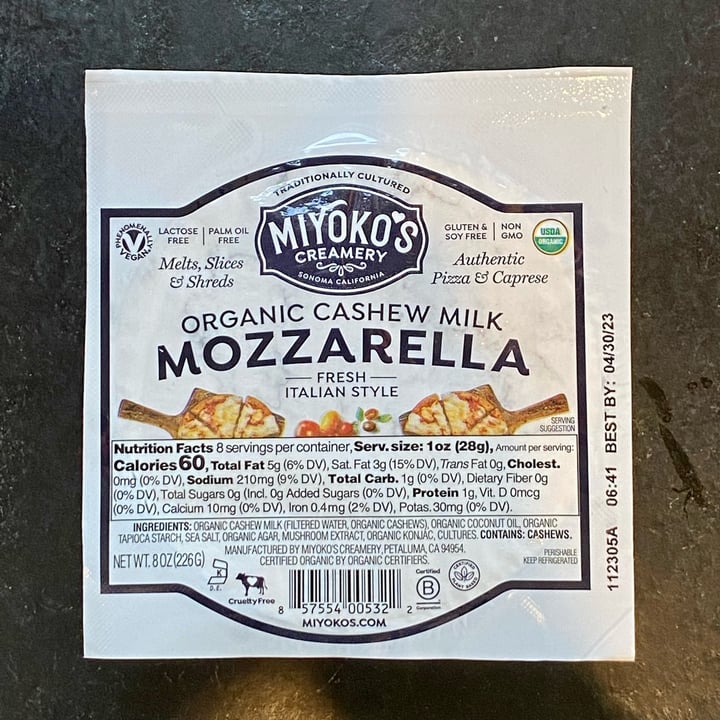 TRADITIONALLY CULTURED
MIYOKO'S
CREAMERY
SONOMA CALIFORNIA
PHENOMENALLY VEGAN
V
LACTOSE FREE | PALM OIL FREE
Melts, Slices
& Shreds
GLUTEN & SOY FREE | NON GMO
USDA
ORGANIC
Authentic
Pizza & Caprese
ORGANIC CASHEW MILK
MOZZARELLA
FRESH
ITALIAN STYLE
SERVING
SUGGESTION
Nutrition Facts 8 servings per container, Serv. size: 1 oz (28g), Amount per serving:
Calories 60, Total Fat 5g (6% DV), Sat. Fat 3g (15% DV), Trans Fat 0g, Cholest.
0mg (0% DV), Sodium 210mg (9% DV), Total Carb. 1g (0% DV), Dietary Fiber 0g
(0% DV), Total Sugars 0g (Incl. 0g Added Sugars (0% DV), Protein 1g, Vit. D 0mcg
(0% DV), Calcium 10mg (0% DV), Iron 0.4mg (2% DV), Potas. 30mg (0% DV).
INGREDIENTS: ORGANIC CASHEW MILK (FILTERED WATER, ORGANIC CASHEWS), ORGANIC COCONUT OIL, ORGANIC
TAPIOCA STARCH, SEA SALT, ORGANIC AGAR, MUSHROOM EXTRACT, ORGANIC KONJAC, CULTURES. CONTAINS: CASHEWS.
MANUFACTURED BY MIYOKO'S CREAMERY, PETALUMA, CA 94954.
CERTIFIED ORGANIC BY ORGANIC CERTIFIERS.
NET WT. 8 OZ (226 G)
PERISHABLE
KEEP REFRIGERATED
K
D.E.
Cruelty Free
8 57554 00532 2
MIYOKOS.COM
Certified
B
Corporation
CERTIFIED
PLANT BASED
112305A 06:41 BEST BY: 04/30/23